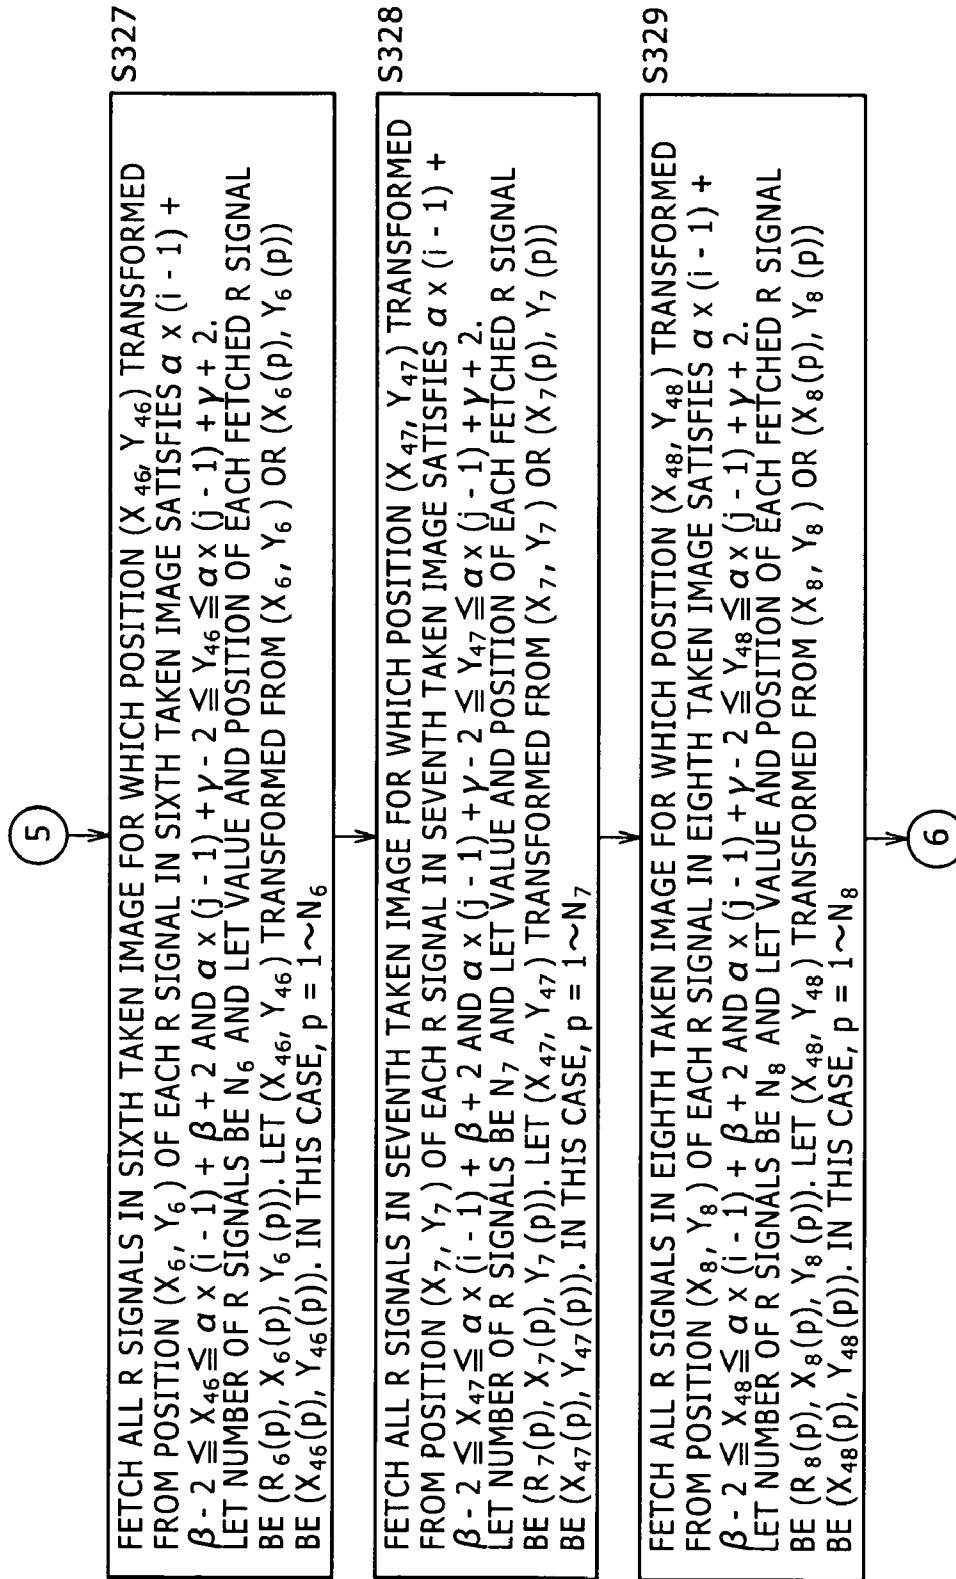 5
S327
FETCH ALL R SIGNALS IN SIXTH TAKEN IMAGE FOR WHICH POSITION (X₄₆, Y₄₆) TRANSFORMED
FROM POSITION (X₆, Y₆) OF EACH R SIGNAL IN SIXTH TAKEN IMAGE SATISFIES α x (i - 1) +
β - 2 ≦ X₄₆ ≦ α x (i - 1) + β + 2 AND α x (j - 1) + γ - 2 ≦ Y₄₆ ≦ α x (j - 1) + γ + 2.
LET NUMBER OF R SIGNALS BE N₆ AND LET VALUE AND POSITION OF EACH FETCHED R SIGNAL
BE (R₆(p), X₆(p), Y₆(p)). LET (X₄₆, Y₄₆) TRANSFORMED FROM (X₆, Y₆) OR (X₆(p), Y₆(p))
BE (X₄₆(p), Y₄₆(p)). IN THIS CASE, p = 1~N₆
S328
FETCH ALL R SIGNALS IN SEVENTH TAKEN IMAGE FOR WHICH POSITION (X₄₇, Y₄₇) TRANSFORMED
FROM POSITION (X₇, Y₇) OF EACH R SIGNAL IN SEVENTH TAKEN IMAGE SATISFIES α x (i - 1) +
β - 2 ≦ X₄₇ ≦ α x (i - 1) + β + 2 AND α x (j - 1) + γ - 2 ≦ Y₄₇ ≦ α x (j - 1) + γ + 2.
LET NUMBER OF R SIGNALS BE N₇ AND LET VALUE AND POSITION OF EACH FETCHED R SIGNAL
BE (R₇(p), X₇(p), Y₇(p)). LET (X₄₇, Y₄₇) TRANSFORMED FROM (X₇, Y₇) OR (X₇(p), Y₇(p))
BE (X₄₇(p), Y₄₇(p)). IN THIS CASE, p = 1~N₇
S329
FETCH ALL R SIGNALS IN EIGHTH TAKEN IMAGE FOR WHICH POSITION (X₄₈, Y₄₈) TRANSFORMED
FROM POSITION (X₈, Y₈) OF EACH R SIGNAL IN EIGHTH TAKEN IMAGE SATISFIES α x (i - 1) +
β - 2 ≦ X₄₈ ≦ α x (i - 1) + β + 2 AND α x (j - 1) + γ - 2 ≦ Y₄₈ ≦ α x (j - 1) + γ + 2.
LET NUMBER OF R SIGNALS BE N₈ AND LET VALUE AND POSITION OF EACH FETCHED R SIGNAL
BE (R₈(p), X₈(p), Y₈(p)). LET (X₄₈, Y₄₈) TRANSFORMED FROM (X₈, Y₈) OR (X₈(p), Y₈(p))
BE (X₄₈(p), Y₄₈(p)). IN THIS CASE, p = 1~N₈
6